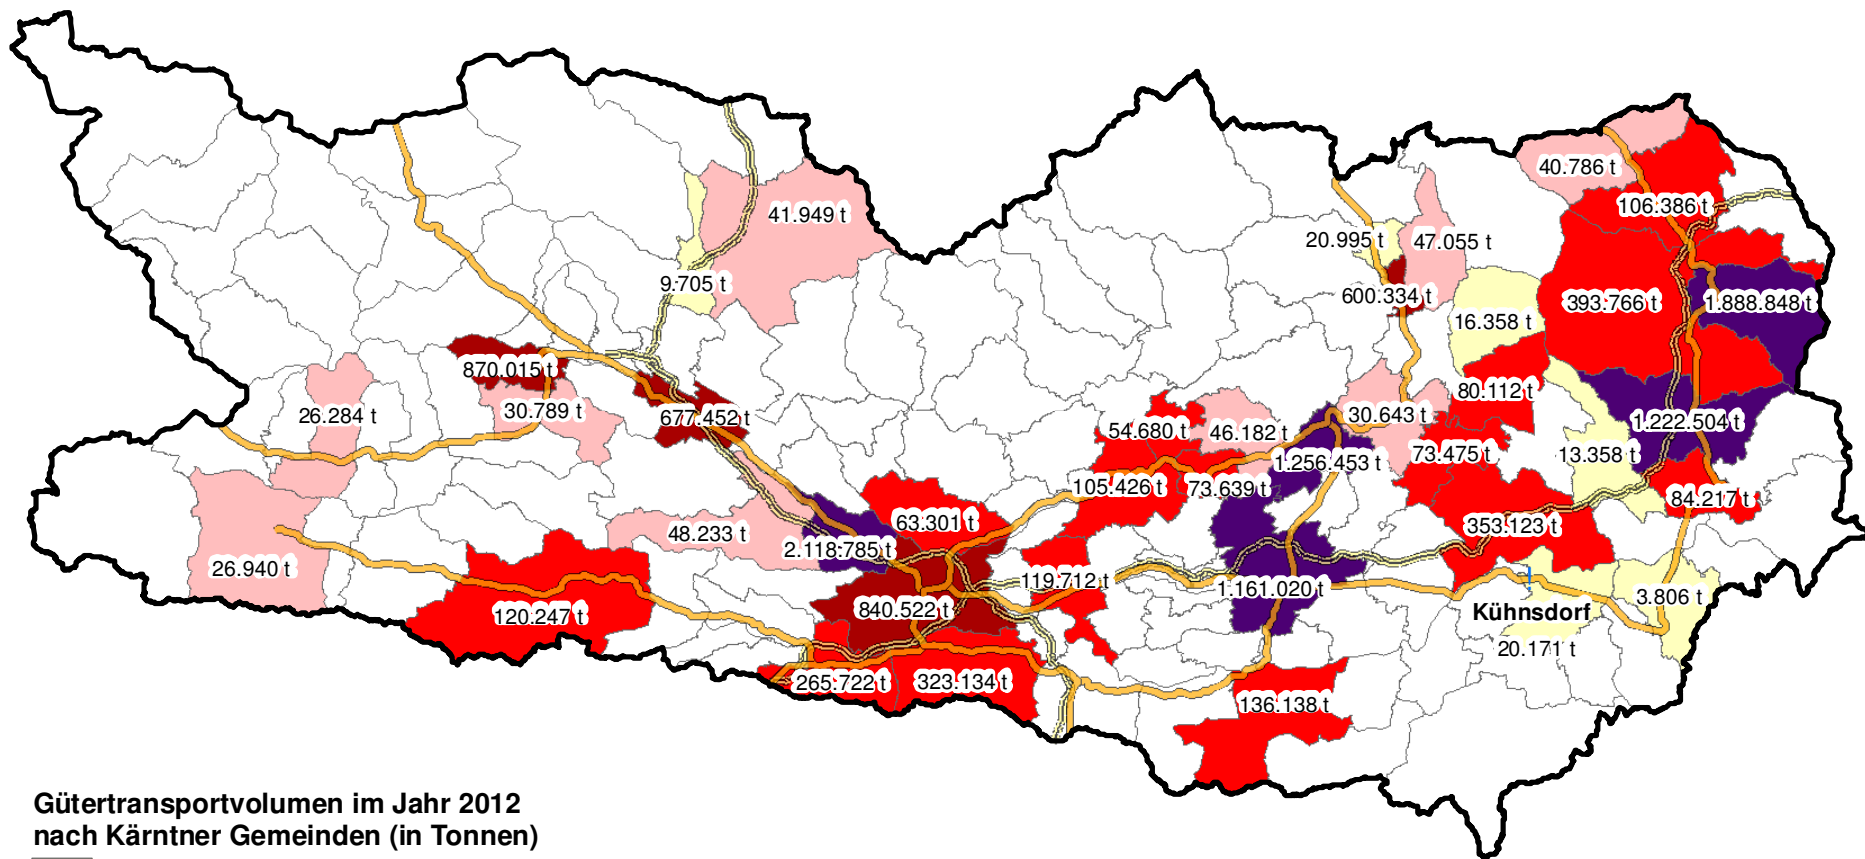 40.786 t
106.386 t
41.949 t
20.995 t
47.055 t
9.705 t
600.334 t
393.766 t
1.888.848 t
16.358 t
870.015 t
80.112 t
26.284 t
30.789 t
677.452 t
30.643 t
1.222.504 t
54.680 t
46.182 t
73.475 t
13.358 t
1.256.453 t
105.426 t
73.639 t
84.217 t
63.301 t
353.123 t
48.233 t
2.118.785 t
26.940 t
119.712 t
1.161.020 t
3.806 t
120.247 t
840.522 t
Kühnsdorf
20.171 t
265.722 t
323.134 t
136.138 t
Gütertransportvolumen im Jahr 2012
nach Kärntner Gemeinden (in Tonnen)